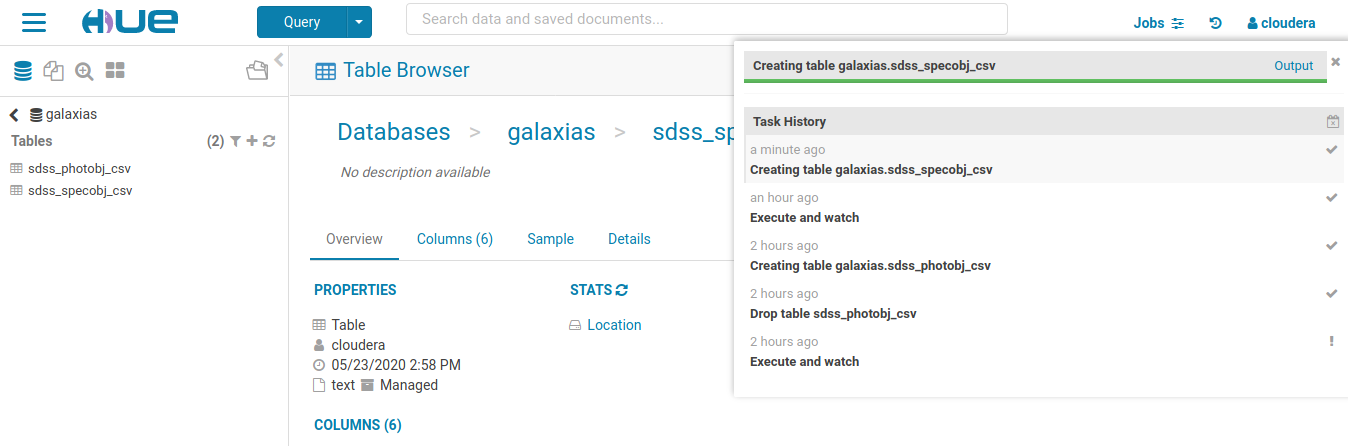 HUE
Query
Search data and saved documents...
Jobs
cloudera
galaxias
Tables
(2)
sdss_photobj_csv
sdss_specobj_csv
Table Browser
Databases > galaxias > sdss_sp
No description available
Overview Columns (6) Sample Details
PROPERTIES
STATS
Table
Location
cloudera
05/23/2020 2:58 PM
text Managed
COLUMNS (6)
Creating table galaxias.sdss_specobj_csv Output
Task History
a minute ago
Creating table galaxias.sdss_specobj_csv
an hour ago
Execute and watch
2 hours ago
Creating table galaxias.sdss_photobj_csv
2 hours ago
Drop table sdss_photobj_csv
2 hours ago
Execute and watch